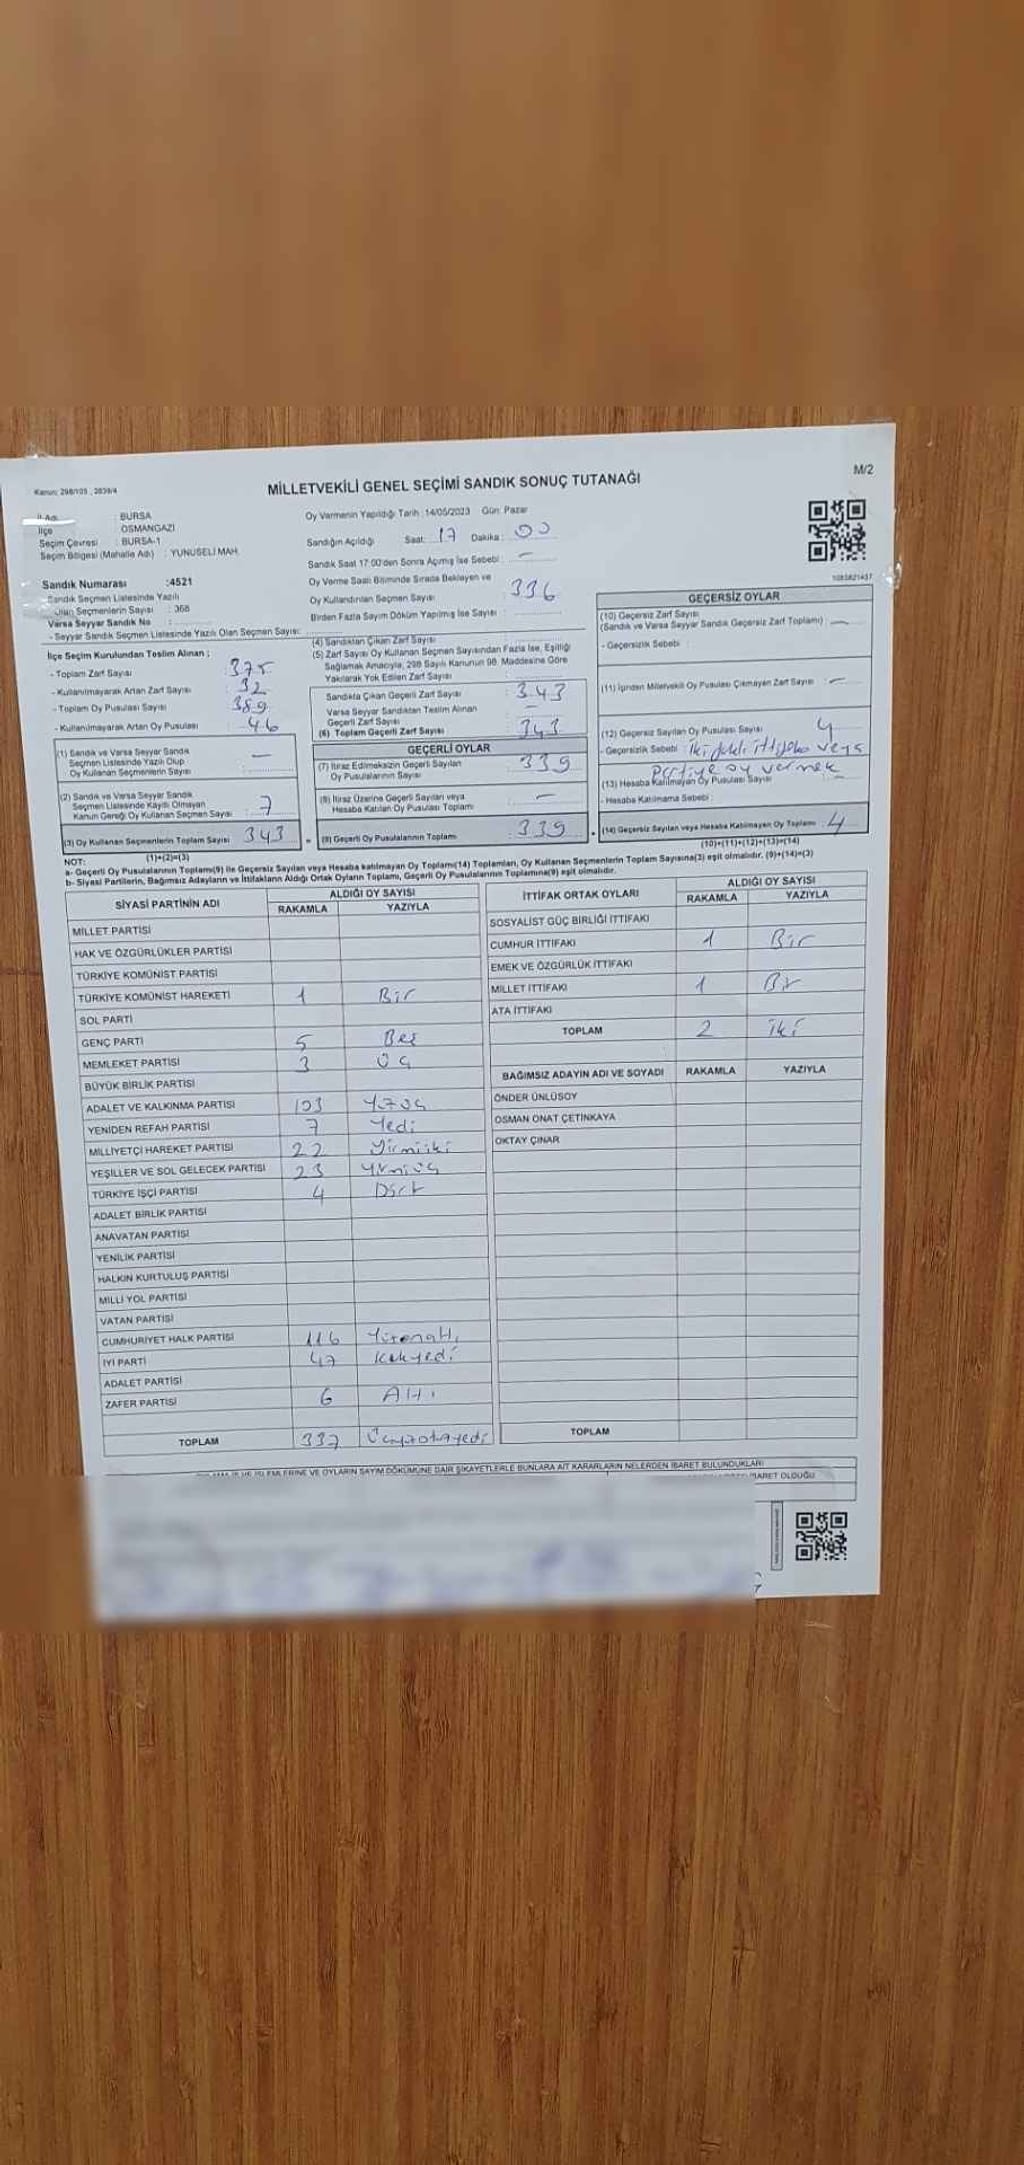 Kanun: 298/105 , 2839/4
MİLLETVEKİLİ GENEL SEÇİMİ SANDIK SONUÇ TUTANAĞI
M/2
İl Adı : BURSA
İlçe : OSMANGAZİ
Seçim Çevresi : BURSA-1
Seçim Bölgesi (Mahalle Adı) : YUNUSELİ MAH.
Sandık Numarası :4521
Sandık Seçmen Listesinde Yazılı
Olan Seçmenlerin Sayısı : 368
Varsa Seyyar Sandık No :
- Seyyar Sandık Seçmen Listesinde Yazılı Olan Seçmen Sayısı:
Oy Vermenin Yapıldığı Tarih :14/05/2023 Gün: Pazar
Sandığın Açıldığı Saat: 17 Dakika: 00
Sandık Saat 17:00'den Sonra Açılmış İse Sebebi : —
Oy Verme Saati Bitiminde Sırada Bekleyen ve
Oy Kullandırılan Seçmen Sayısı : 336
Birden Fazla Sayım Döküm Yapılmış İse Sayısı :
1083821437
İlçe Seçim Kurulundan Teslim Alınan ;
- Toplam Zarf Sayısı : 375
- Kullanılmayarak Artan Zarf Sayısı : 32
- Toplam Oy Pusulası Sayısı : 389
- Kullanılmayarak Artan Oy Pusulası : 46
(1) Sandık ve Varsa Seyyar Sandık
Seçmen Listesinde Yazılı Olup
Oy Kullanan Seçmenlerin Sayısı : —
(2) Sandık ve Varsa Seyyar Sandık
Seçmen Listesinde Kaydı Olmayan
Kanun Gereği Oy Kullanan Seçmen Sayısı : 7
(3) Oy Kullanan Seçmenlerin Toplam Sayısı : 343
(1)+(2)=(3)
(4) Sandıktan Çıkan Zarf Sayısı :
(5) Zarf Sayısı Oy Kullanan Seçmen Sayısından Fazla İse, Eşitliği
Sağlamak Amacıyla, 298 Sayılı Kanunun 98. Maddesine Göre
Yakılarak Yok Edilen Zarf Sayısı :
Sandıkta Çıkan Geçerli Zarf Sayısı : 343
Varsa Seyyar Sandıktan Teslim Alınan
Geçerli Zarf Sayısı : —
(6) Toplam Geçerli Zarf Sayısı : 343
GEÇERLİ OYLAR
(7) İtiraz Edilmeksizin Geçerli Sayılan
Oy Pusulalarının Sayısı : 339
(8) İtiraz Üzerine Geçerli Sayılan veya
Hesaba Katılan Oy Pusulası Toplamı : —
(9) Geçerli Oy Pusulalarının Toplamı : 339
GEÇERSİZ OYLAR
(10) Geçersiz Zarf Sayısı
(Sandık ve Varsa Seyyar Sandık Geçersiz Zarf Toplamı) : —
- Geçersizlik Sebebi :
(11) İçinden Milletvekili Oy Pusulası Çıkmayan Zarf Sayısı : —
(12) Geçersiz Sayılan Oy Pusulası Sayısı : 4
- Geçersizlik Sebebi : iki farklı ittifaka veya
partiye oy vermek
(13) Hesaba Katılmayan Oy Pusulası Sayısı : —
- Hesaba Katılmama Sebebi :
(14) Geçersiz Sayılan veya Hesaba Katılmayan Oy Toplamı : 4
(10)+(11)+(12)+(13)=(14)
NOT:
a- Geçerli Oy Pusulalarının Toplamı(9) ile Geçersiz Sayılan veya Hesaba katılmayan Oy Toplamı(14) Toplamları, Oy Kullanan Seçmenlerin Toplam Sayısına(3) eşit olmalıdır. (9)+(14)=(3)
b- Siyasi Partilerin, Bağımsız Adayların ve İttifakların Aldığı Ortak Oyların Toplamı, Geçerli Oy Pusulalarının Toplamına(9) eşit olmalıdır.
SİYASİ PARTİNİN ADI ALDIĞI OY SAYISI
RAKAMLA YAZIYLA
MİLLET PARTİSİ
HAK VE ÖZGÜRLÜKLER PARTİSİ
TÜRKİYE KOMÜNİST PARTİSİ
TÜRKİYE KOMÜNİST HAREKETİ 1 Bir
SOL PARTİ
GENÇ PARTİ 5 Beş
MEMLEKET PARTİSİ 3 Üç
BÜYÜK BİRLİK PARTİSİ
ADALET VE KALKINMA PARTİSİ 103 Yüzüç
YENİDEN REFAH PARTİSİ 7 Yedi
MİLLİYETÇİ HAREKET PARTİSİ 22 Yirmiiki
YEŞİLLER VE SOL GELECEK PARTİSİ 23 Yirmiüç
TÜRKİYE İŞÇİ PARTİSİ 4 Dört
ADALET BİRLİK PARTİSİ
ANAVATAN PARTİSİ
YENİLİK PARTİSİ
HALKIN KURTULUŞ PARTİSİ
MİLLİ YOL PARTİSİ
VATAN PARTİSİ
CUMHURİYET HALK PARTİSİ 116 Yüzonaltı
İYİ PARTİ 47 Kırkyedi
ADALET PARTİSİ
ZAFER PARTİSİ 6 Altı
TOPLAM 337 Üçyüzotuzyedi
İTTİFAK ORTAK OYLARI ALDIĞI OY SAYISI
RAKAMLA YAZIYLA
SOSYALİST GÜÇ BİRLİĞİ İTTİFAKI
CUMHUR İTTİFAKI 1 Bir
EMEK VE ÖZGÜRLÜK İTTİFAKI
MİLLET İTTİFAKI 1 Bir
ATA İTTİFAKI
TOPLAM 2 iki
BAĞIMSIZ ADAYIN ADI VE SOYADI RAKAMLA YAZIYLA
ÖNDER ÜNLÜSOY
OSMAN ONAT ÇETİNKAYA
OKTAY ÇINAR
TOPLAM
İŞLEMLERİNE VE OYLARIN SAYIM DÖKÜMÜNE DAİR ŞİKAYETLERLE BUNLARA AİT KARARLARIN NELERDEN İBARET BULUNDUKLARI
İBARET OLDUĞU